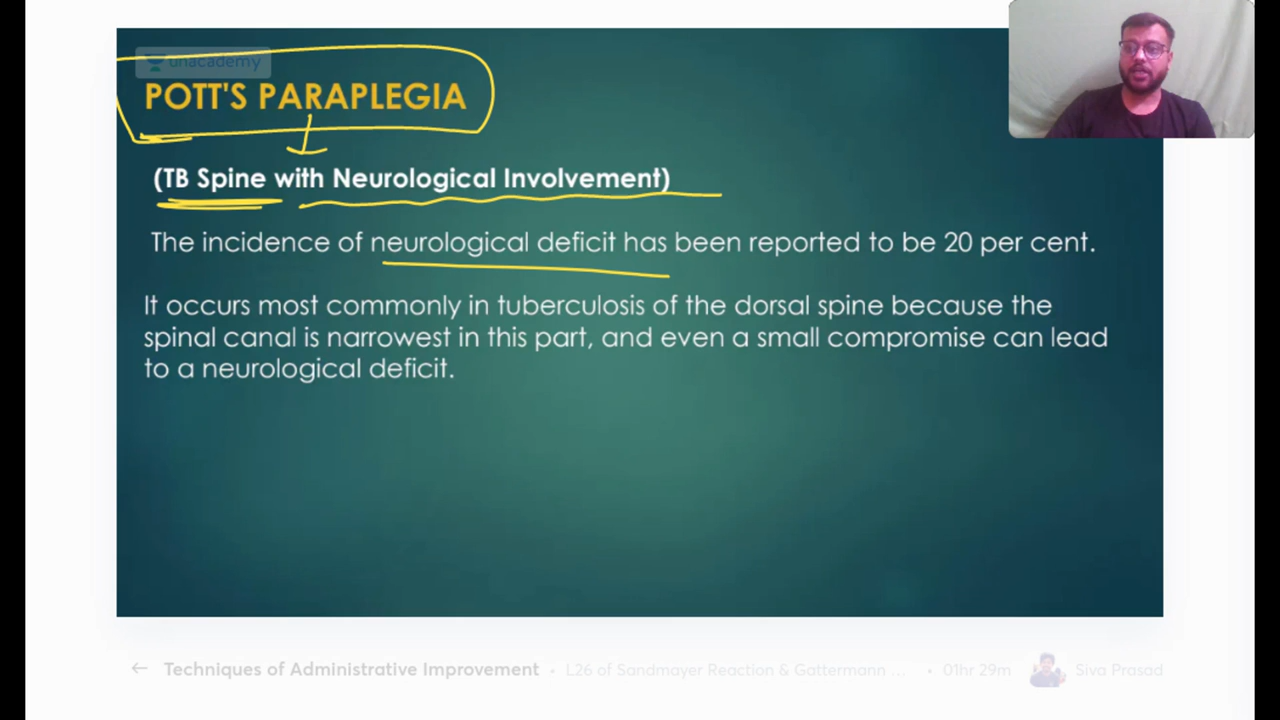 unacademy
POTT'S PARAPLEGIA
(TB Spine with Neurological Involvement)
The incidence of neurological deficit has been reported to be 20 per cent.
It occurs most commonly in tuberculosis of the dorsal spine because the
spinal canal is narrowest in this part, and even a small compromise can lead
to a neurological deficit.
Techniques of Administrative Improvement • L26 of Sandmayer Reaction & Gattermann ... • 01hr 29m Siva Prasad